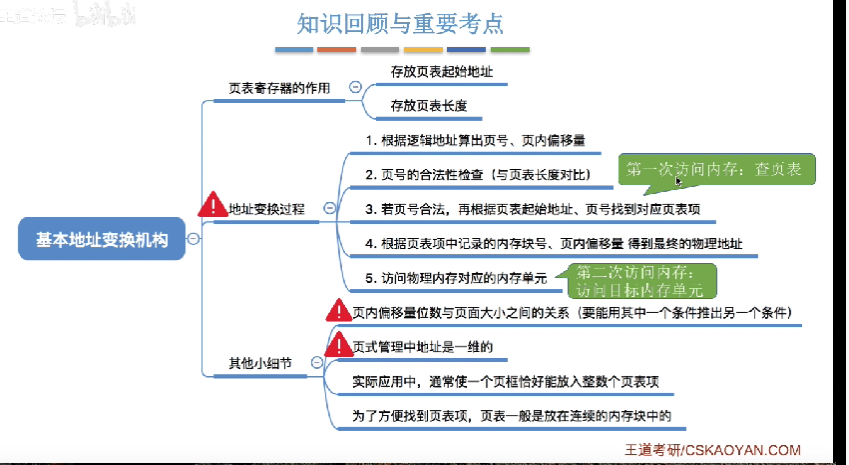 知识回顾与重要考点
存放页表起始地址
页表寄存器的作用
存放页表长度
1. 根据逻辑地址算出页号、页内偏移量
2. 页号的合法性检查（与页表长度对比）
第一次访问内存：查页表
地址变换过程
3. 若页号合法，再根据页表起始地址、页号找到对应页表项
基本地址变换机构
4. 根据页表项中记录的内存块号、页内偏移量 得到最终的物理地址
5. 访问物理内存对应的内存单元
第二次访问内存：
访问目标内存单元
页内偏移量位数与页面大小之间的关系（要能用其中一个条件推出另一个条件）
页式管理中地址是一维的
其他小细节
实际应用中，通常使一个页框恰好能放入整数个页表项
为了方便找到页表项，页表一般是放在连续的内存块中的
王道考研/CSKAOYAN.COM